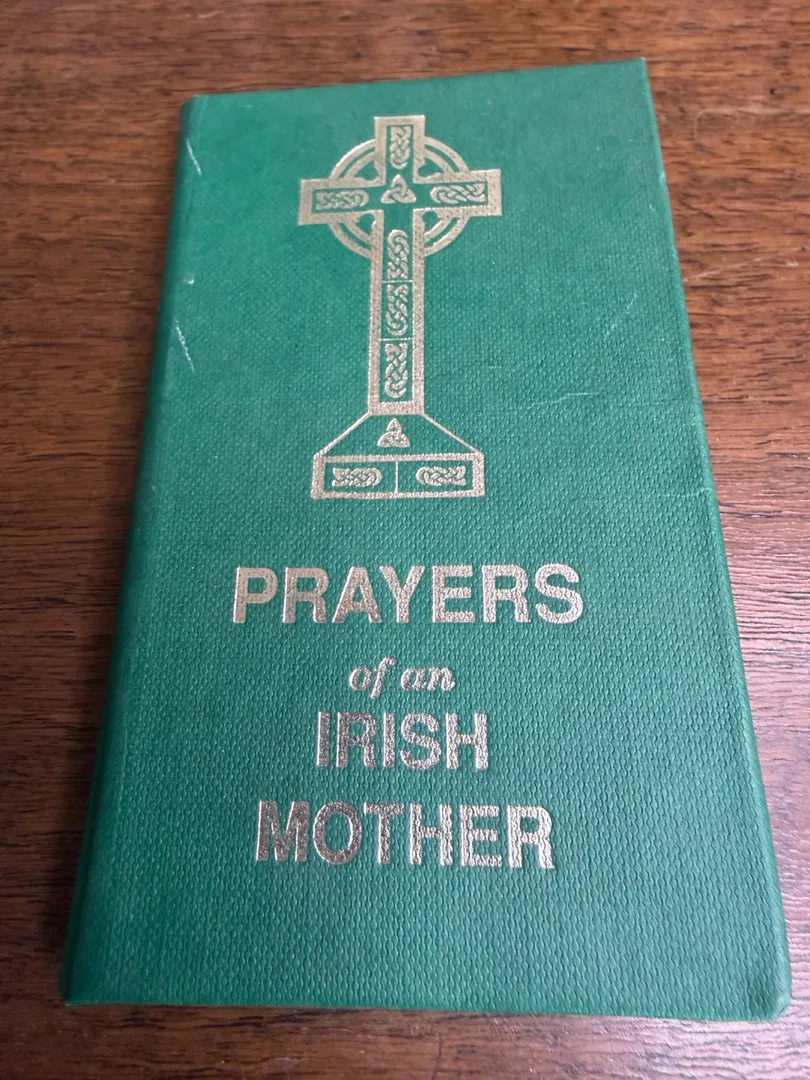 PRAYERS
of an
IRISH
MOTHER